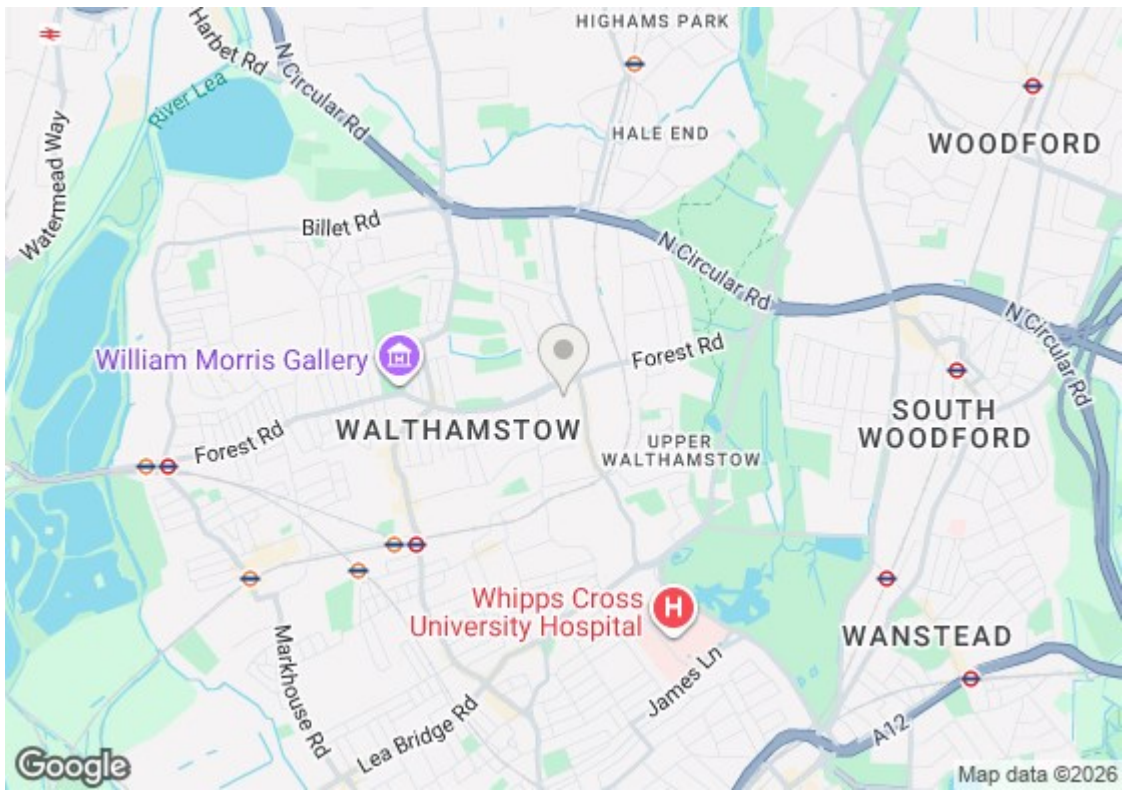 HIGHAMS PARK
Harbet Rd
N Circular Rd
River Lea
HALE END
WOODFORD
Watermead Way
Billet Rd
N Circular Rd
N Circular Rd
William Morris Gallery
Forest Rd
WALTHAMSTOW
SOUTH
WOODFORD
Forest Rd
UPPER
WALTHAMSTOW
Whipps Cross
University Hospital
H
WANSTEAD
Markhouse Rd
James Ln
Lea Bridge Rd
A12
Google
Map data ©2026